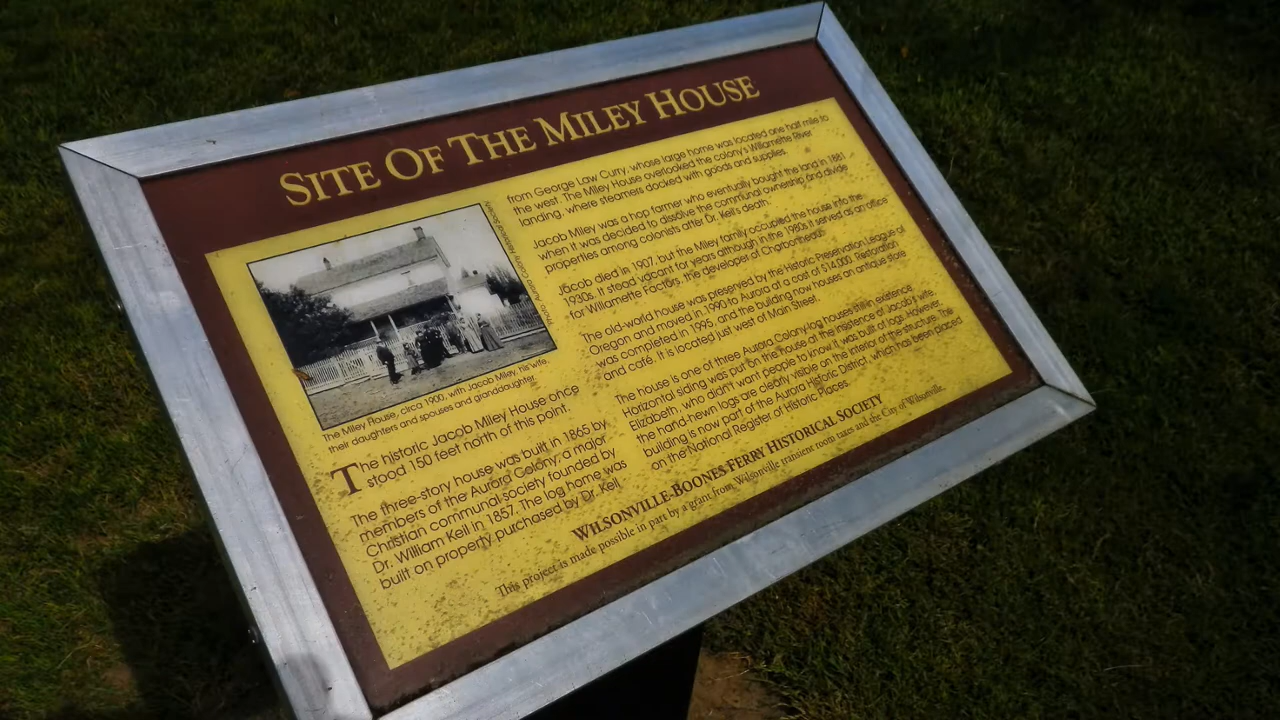 SITE OF THE MILEY HOUSE
Photo: Aurora Colony Historical Society
The Miley House, circa 1900, with Jacob Miley, his wife,
their daughters and spouses and granddaughter.
The historic Jacob Miley House once
stood 150 feet north of this point.
The three-story house was built in 1865 by
members of the Aurora Colony, a major
Christian communal society founded by
Dr. William Keil in 1857. The log home was
built on property purchased by Dr. Keil
from George Law Curry, whose large home was located one half mile to
the west. The Miley House overlooked the colony's Willamette River
landing, where steamers docked with goods and supplies.
Jacob Miley was a hop farmer who eventually bought the land in 1881
when it was decided to dissolve the communal ownership and divide
properties among colonists after Dr. Keil's death.
Jacob died in 1907, but the Miley family occupied the house into the
1930s. It stead vacant for years although in the 1980s it served as an office
for Willamette Factors, the developer of Charbonneau.
The old-world house was preserved by the Historic Preservation League of
Oregon and moved in 1990 to Aurora at a cost of $14,000. Restoration
was completed in 1995, and the building now houses an antique store
and café. It is located just west of Main Street.
The house is one of three Aurora Colony log houses still in existence.
Horizontal siding was put on the house at the insistence of Jacob's wife,
Elizabeth, who didn't want people to know it was built of logs. However,
the hand-hewn logs are clearly visible on the interior of the structure. The
building is now part of the Aurora Historic District, which has been placed
on the National Register of Historic Places.
WILSONVILLE-BOONES FERRY HISTORICAL SOCIETY
This project is made possible in part by a grant from Wilsonville transient room taxes and the City of Wilsonville.